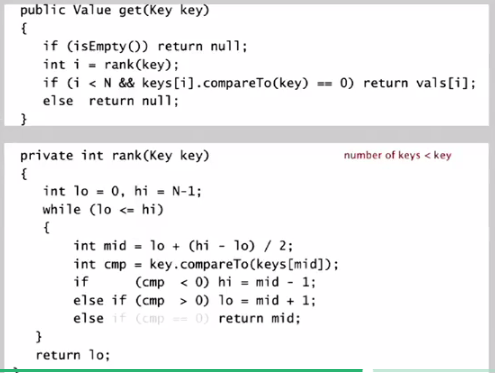 public Value get(Key key)
{
if (isEmpty()) return null;
int i = rank(key);
if (i < N && keys[i].compareTo(key) == 0) return vals[i];
else return null;
}
private int rank(Key key) number of keys < key
{
int lo = 0, hi = N-1;
while (lo <= hi)
{
int mid = lo + (hi - lo) / 2;
int cmp = key.compareTo(keys[mid]);
if (cmp < 0) hi = mid - 1;
else if (cmp > 0) lo = mid + 1;
else if (cmp == 0) return mid;
}
return lo;
}